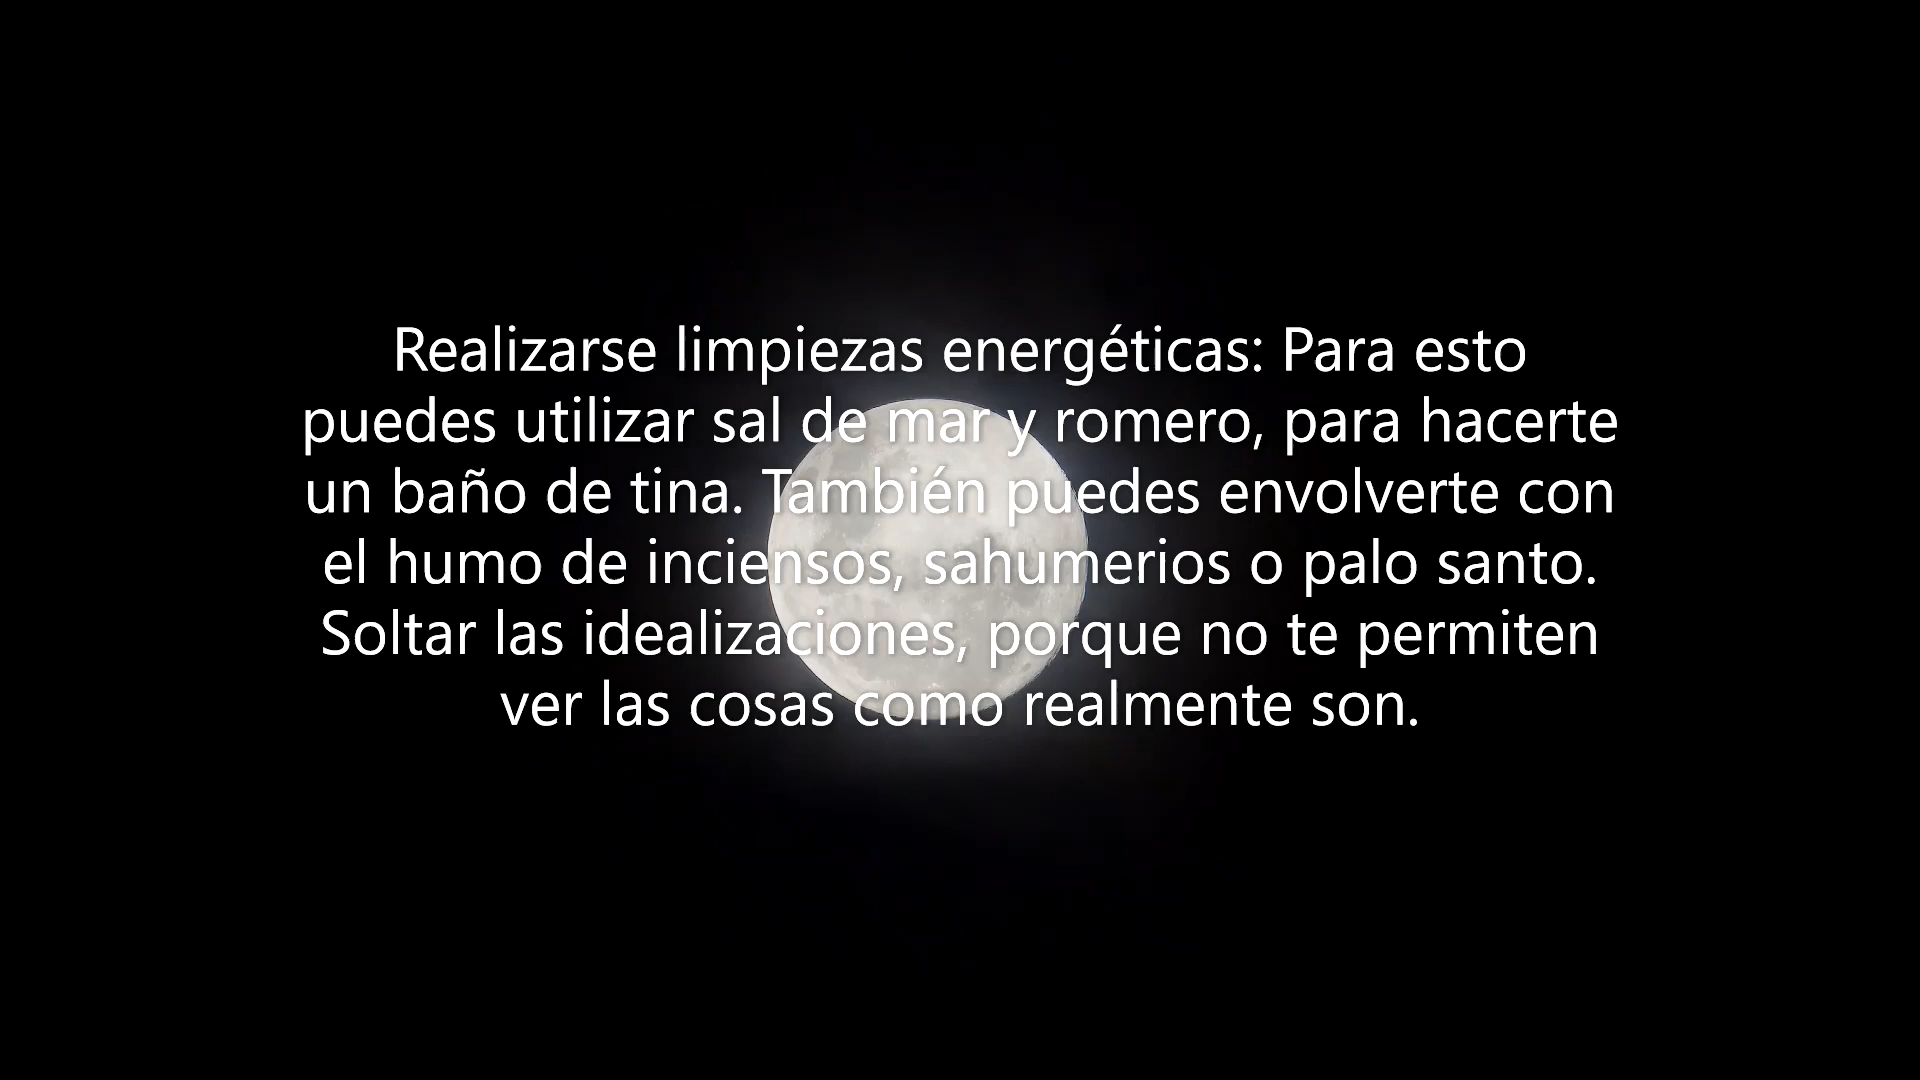 Realizarse limpiezas energéticas: Para esto
puedes utilizar sal de mar y romero, para hacerte
un baño de tina. También puedes envolverte con
el humo de inciensos, sahumerios o palo santo.
Soltar las idealizaciones, porque no te permiten
ver las cosas como realmente son.